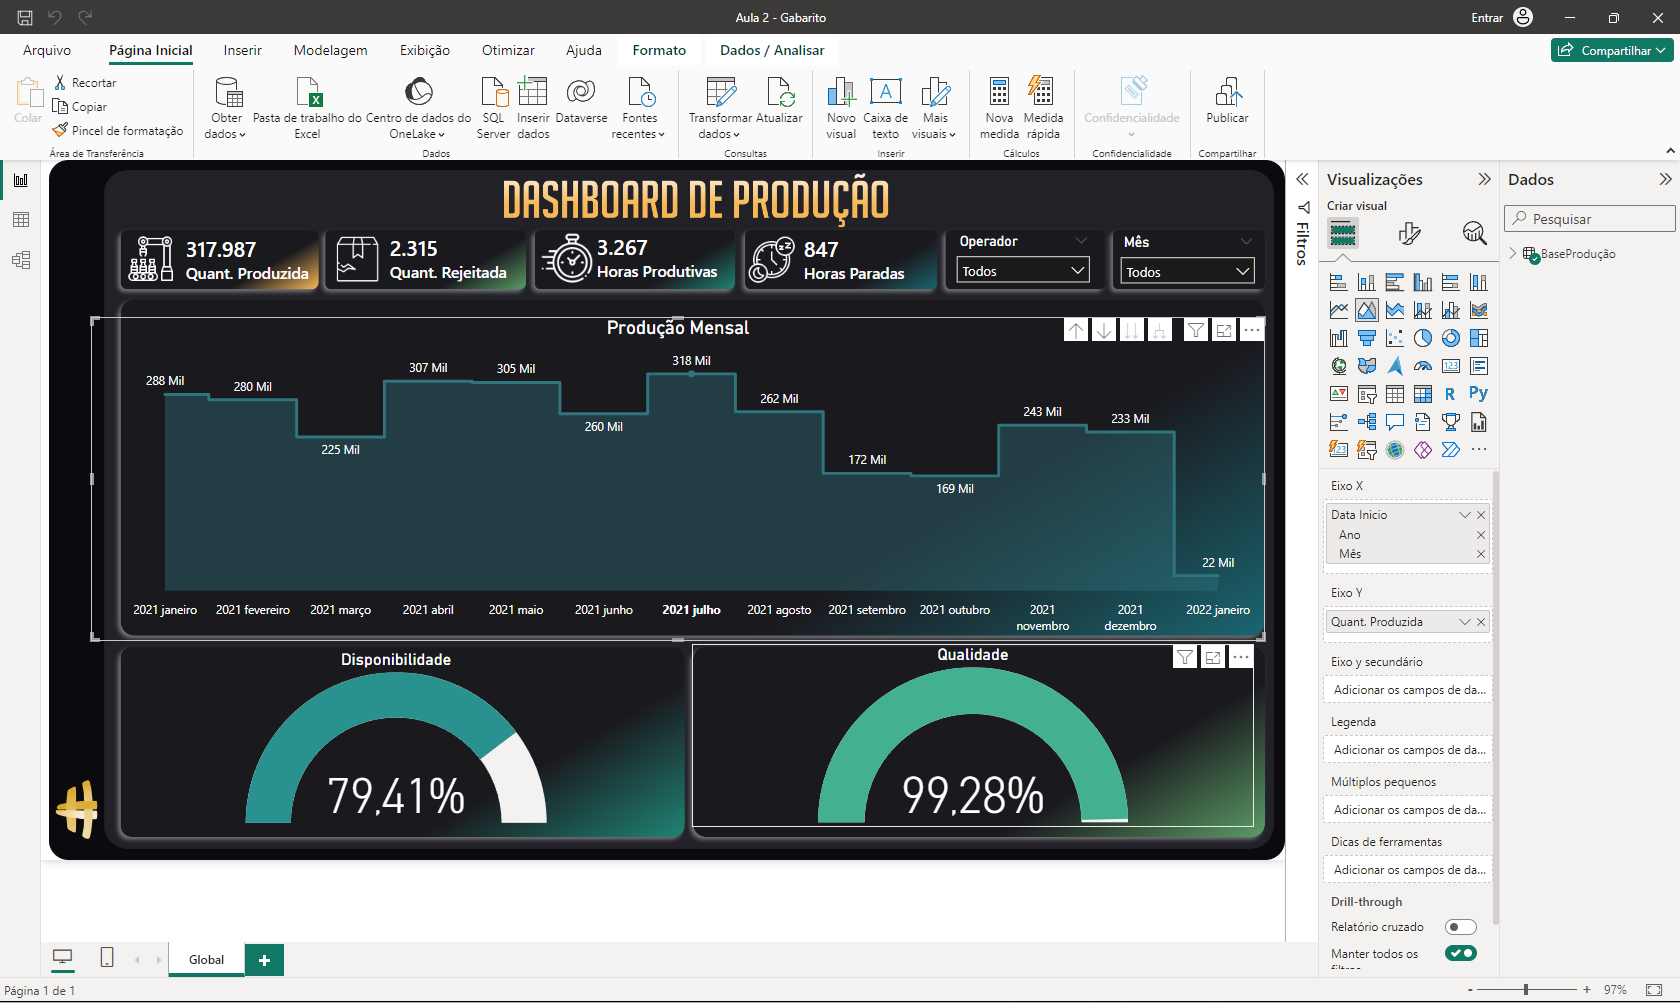 Aula 2 - Gabarito
Entrar
Arquivo
Página Inicial
Inserir
Modelagem
Exibição
Otimizar
Ajuda
Formato
Dados / Analisar
Compartilhar
Colar
Recortar
Copiar
Pincel de formatação
Área de Transferência
Obter dados
Pasta de trabalho do Excel
Centro de dados do OneLake
SQL Server
Inserir dados
Dataverse
Fontes recentes
Dados
Transformar dados
Atualizar
Consultas
Novo visual
Caixa de texto
Mais visuais
Inserir
Nova medida
Medida rápida
Cálculos
Confidencialidade
Confidencialidade
Publicar
Compartilhar
DASHBOARD DE PRODUÇÃO
317.987
Quant. Produzida
2.315
Quant. Rejeitada
3.267
Horas Produtivas
847
Horas Paradas
Operador
Todos
Mês
Todos
Produção Mensal
288 Mil
280 Mil
225 Mil
307 Mil
305 Mil
260 Mil
318 Mil
262 Mil
172 Mil
169 Mil
243 Mil
233 Mil
22 Mil
2021 janeiro
2021 fevereiro
2021 março
2021 abril
2021 maio
2021 junho
2021 julho
2021 agosto
2021 setembro
2021 outubro
2021 novembro
2021 dezembro
2022 janeiro
Disponibilidade
79,41%
Qualidade
99,28%
Filtros
Visualizações
Criar visual
123
R
Py
123
Eixo X
Data Inicio
Ano
Mês
Eixo Y
Quant. Produzida
Eixo y secundário
Adicionar os campos de da...
Legenda
Adicionar os campos de da...
Múltiplos pequenos
Adicionar os campos de da...
Dicas de ferramentas
Adicionar os campos de da...
Drill-through
Relatório cruzado
Manter todos os
filtros
Dados
Pesquisar
BaseProdução
Global
Página 1 de 1
- + 97%